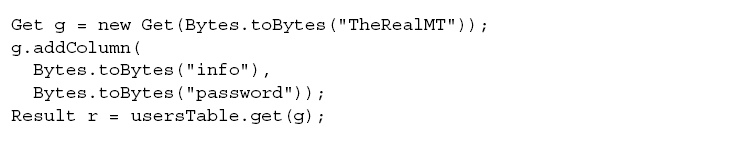 Get g = new Get(Bytes.toBytes("TheRealMT"));
g.addColumn(
  Bytes.toBytes("info"),
  Bytes.toBytes("password"));
Result r = usersTable.get(g);